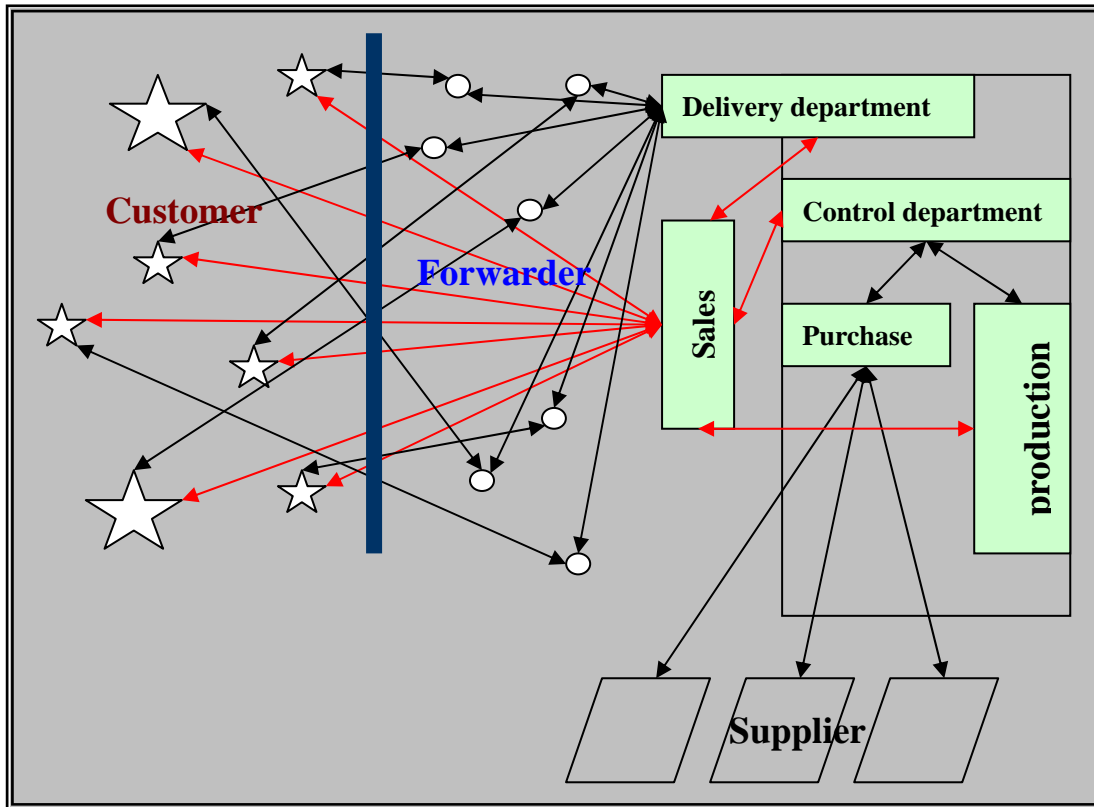 Delivery department
Customer
Control department
Forwarder
Sales
Purchase
production
Supplier